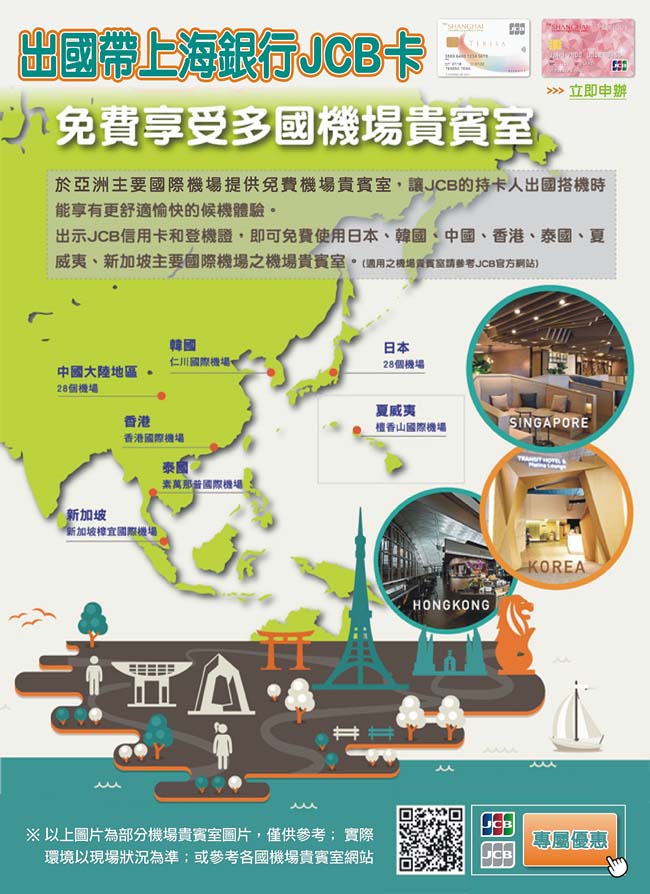 出國帶上海銀行JCB卡
SHANGHAI
SHANGHAI
JCB
>>> 立即申辦
免費享受多國機場貴賓室
於亞洲主要國際機場提供免費機場貴賓室，讓JCB的持卡人出國搭機時
能享有更舒適愉快的候機體驗。
出示JCB信用卡和登機證，即可免費使用日本、韓國、中國、香港、泰國、夏
威夷、新加坡主要國際機場之機場貴賓室。(適用之機場貴賓室請參考JCB官方網站)
韓國
仁川國際機場
日本
28個機場
中國大陸地區
28個機場
夏威夷
檀香山國際機場
香港
香港國際機場
泰國
素萬那普國際機場
新加坡
新加坡樟宜國際機場
SINGAPORE
TRANSIT HOTEL &
KOREA
HONGKONG
※ 以上圖片為部分機場貴賓室圖片，僅供參考； 實際
環境以現場狀況為準；或參考各國機場貴賓室網站
JCB
JCB
專屬優惠